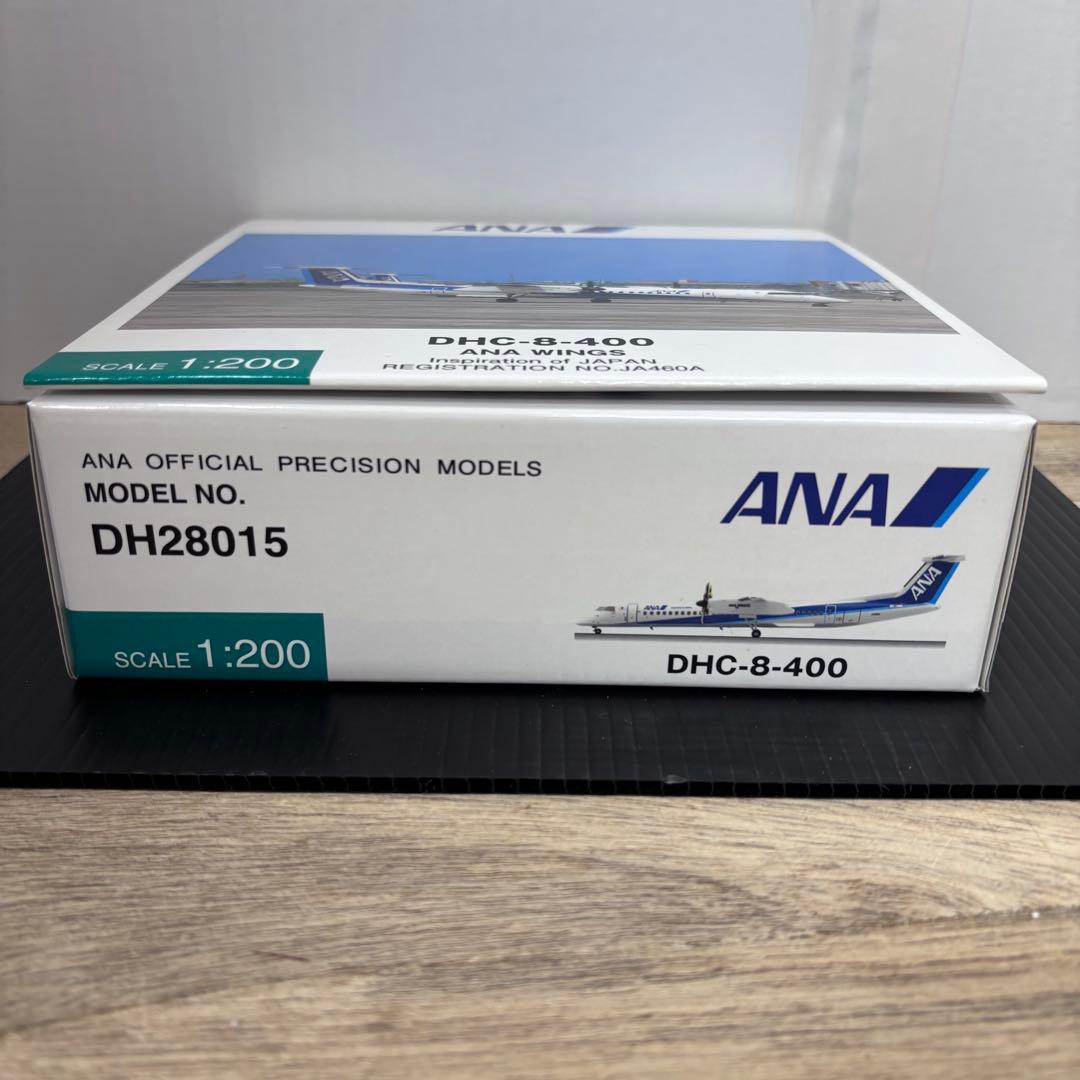 ANA
DHC-8-400
ANA WINGS
Inspiration of JAPAN
REGISTRATION NO.JA460A
SCALE 1:200
ANA OFFICIAL PRECISION MODELS
MODEL NO.
DH28015
ANA
ANA
ANA
DHC-8-400
SCALE 1:200